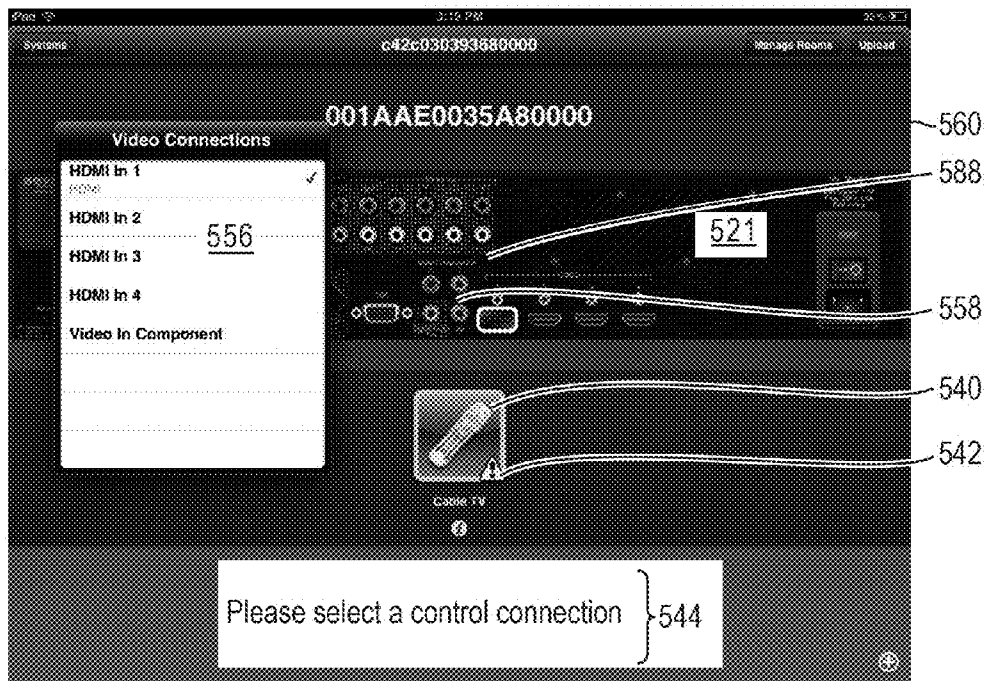 iPad 3:19 PM
Systems c42c030393680000 Manage Rooms Upload
001AAE0035A80000
560
Video Connections
588
HDMI In 1 ✓
HDMI
HDMI In 2
556
521
HDMI In 3
HDMI In 4
558
Video In Component
540
542
Cable TV
Please select a control connection
544